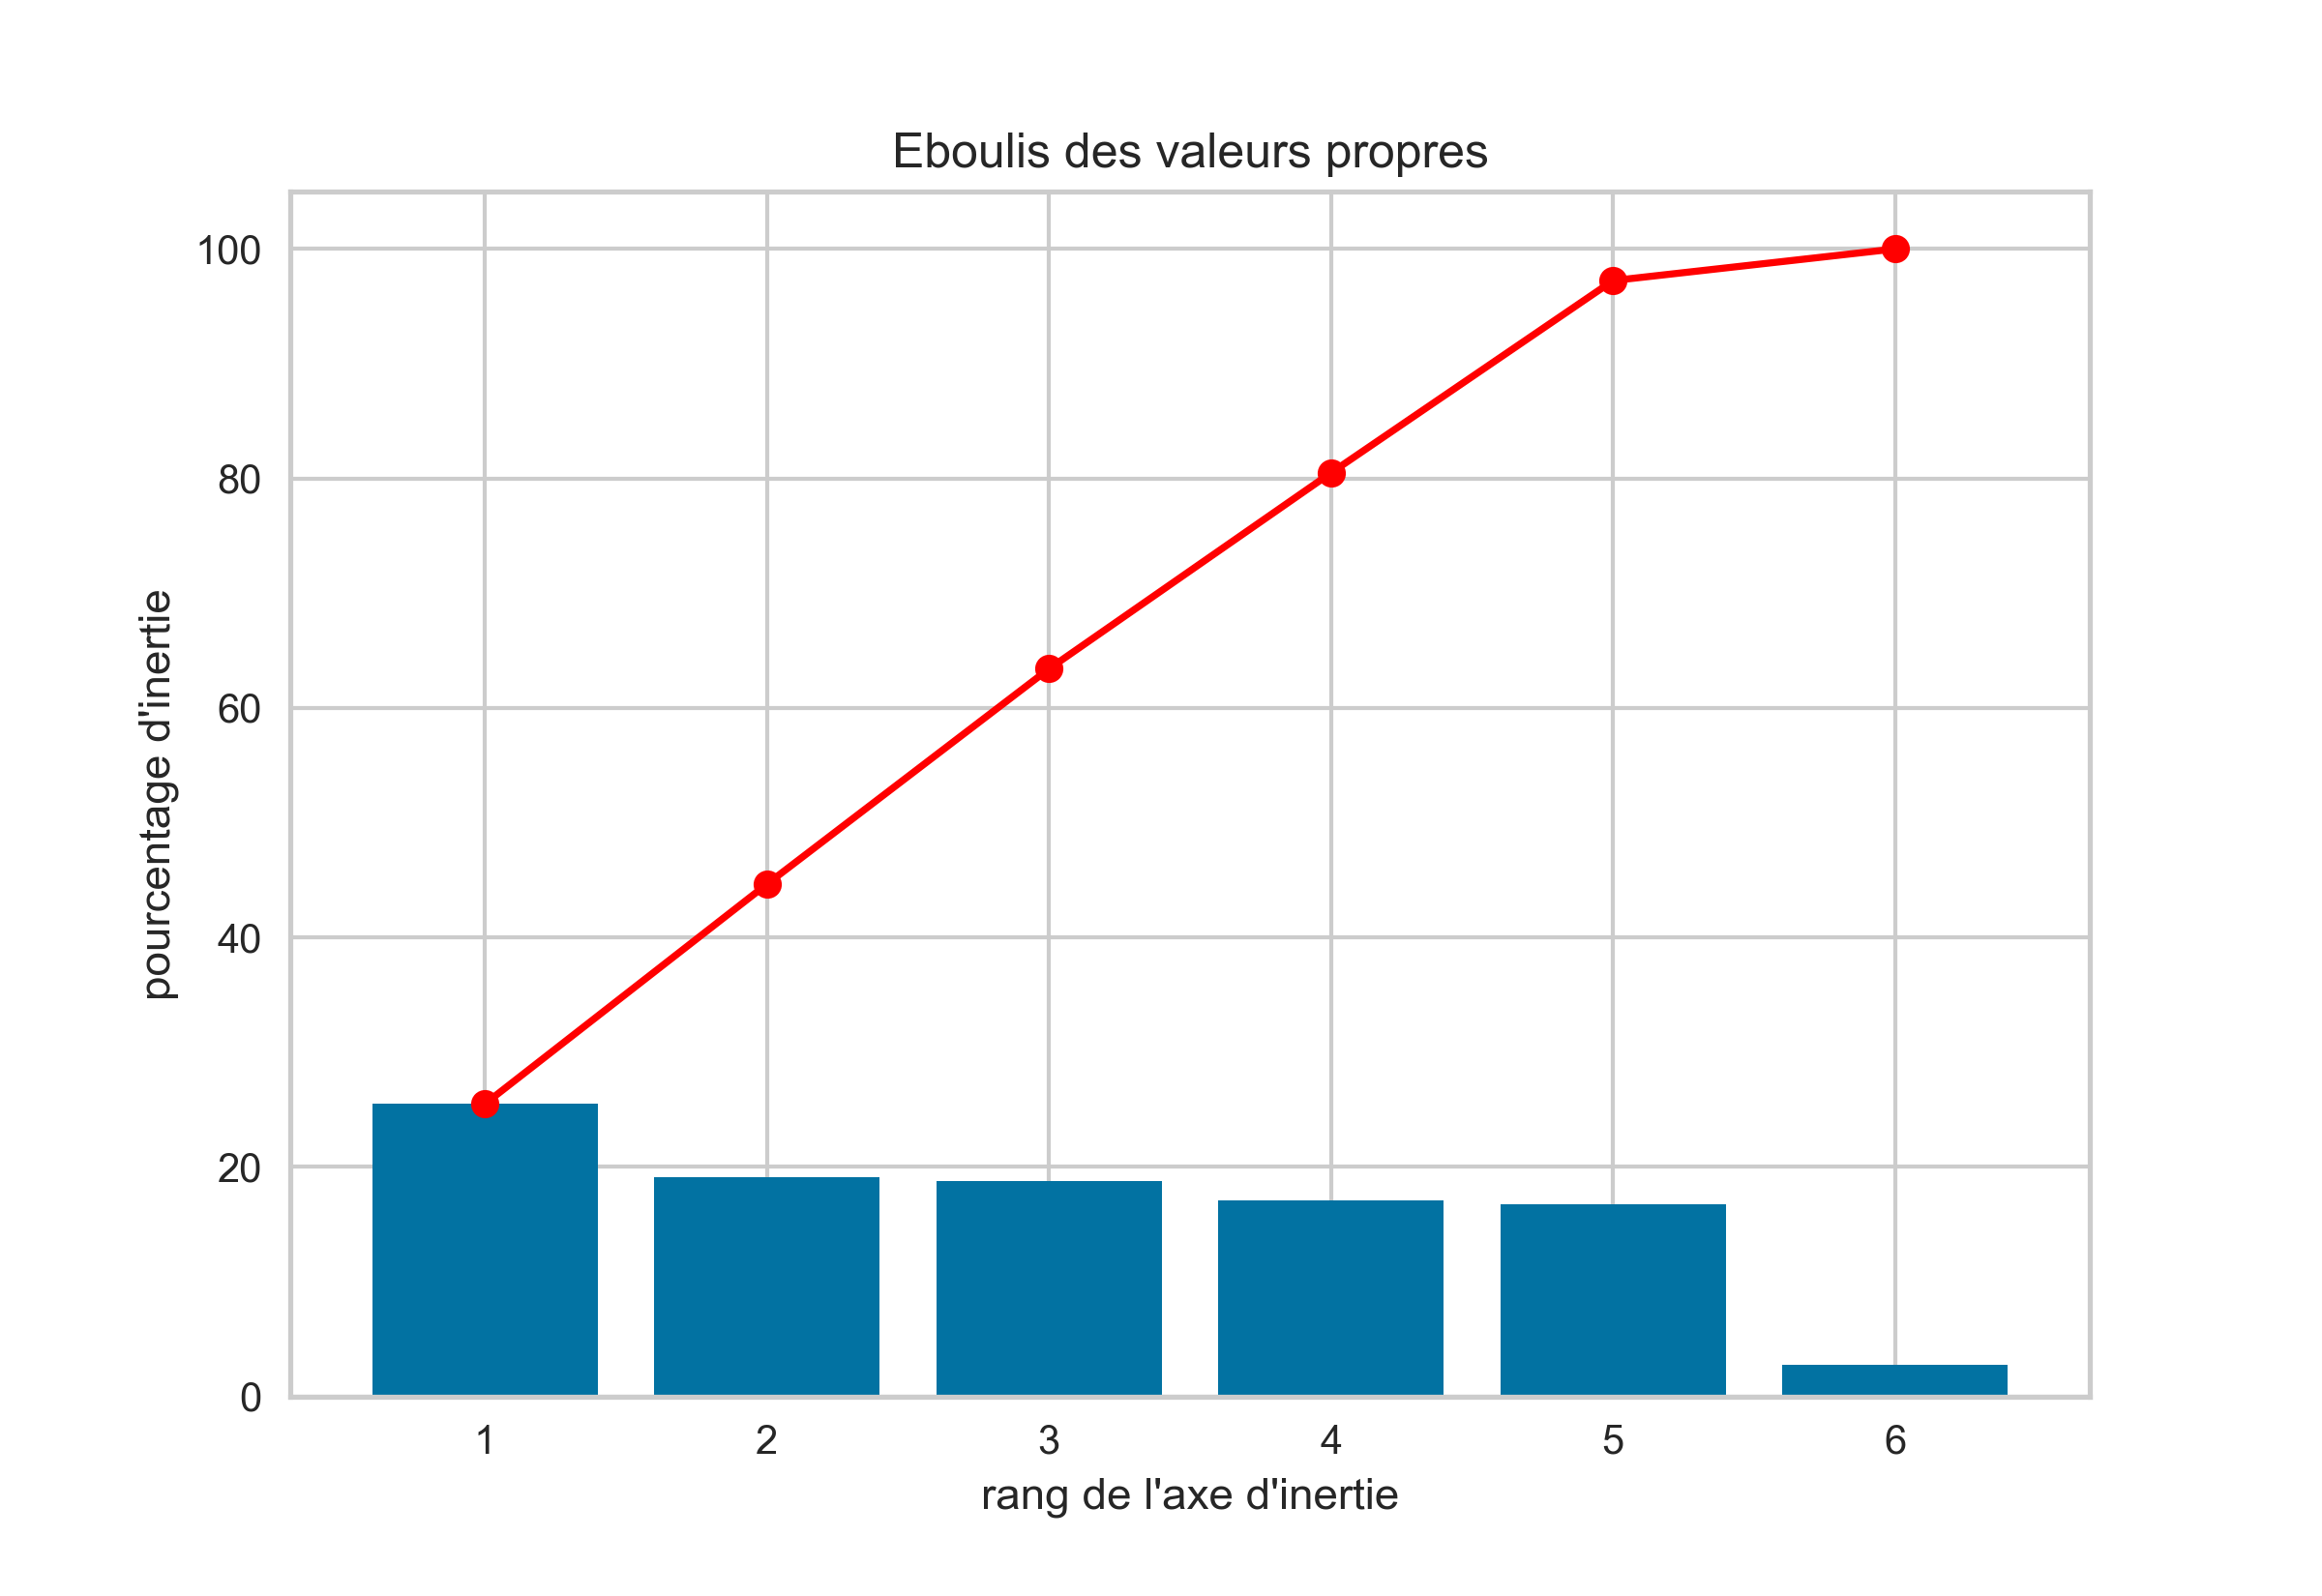 Eboulis des valeurs propres
100
80
60
40
20
0
pourcentage d'inertie
1 2 3 4 5 6
rang de l'axe d'inertie